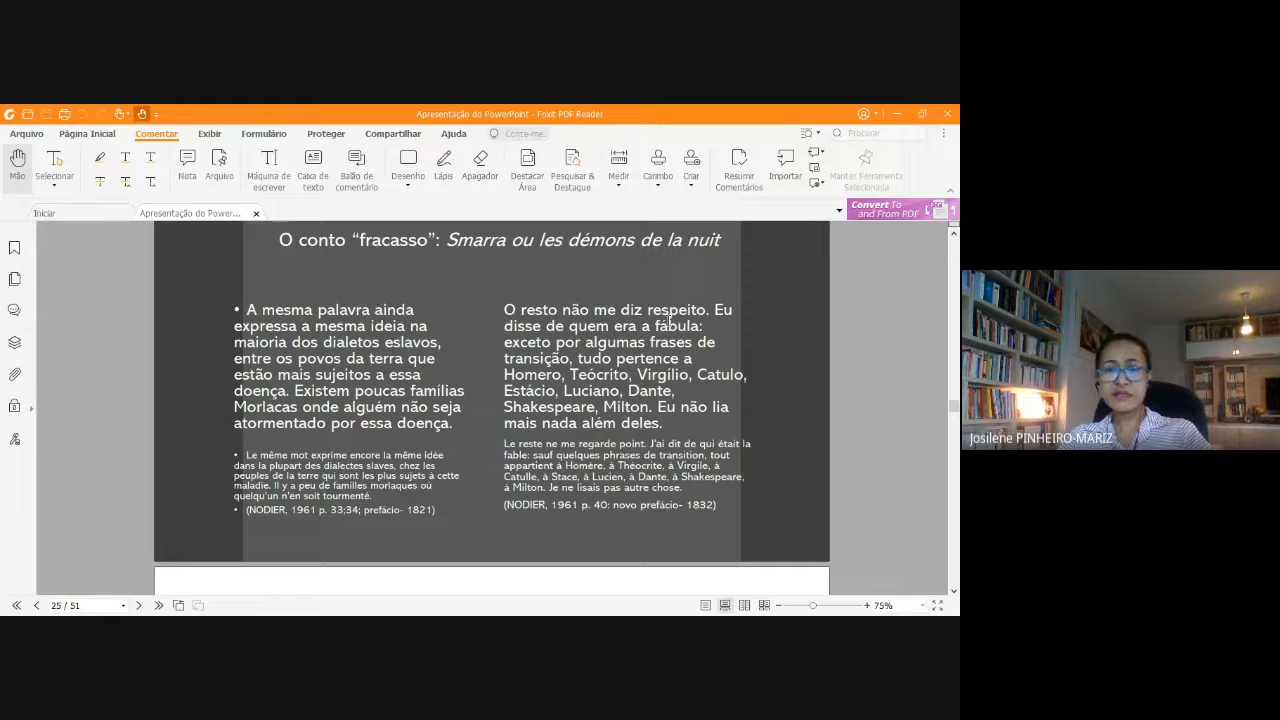 Apresentação do PowerPoint - Foxit PDF Reader
Arquivo Página Inicial Comentar Exibir Formulário Proteger Compartilhar Ajuda Conte-me... Procurar
Mão Selecionar Nota Arquivo Máquina de escrever Caixa de texto Balão de comentário Desenho Lápis Apagador Destacar Área Pesquisar & Destaque Medir Carimbo Criar Resumir Comentários Importar Manter Ferramenta Selecionada
Iniciar Apresentação do Power... Convert To and From PDF
O conto “fracasso”: Smarra ou les démons de la nuit
• A mesma palavra ainda
expressa a mesma ideia na
maioria dos dialetos eslavos,
entre os povos da terra que
estão mais sujeitos a essa
doença. Existem poucas famílias
Morlacas onde alguém não seja
atormentado por essa doença.
• Le même mot exprime encore la même idée
dans la plupart des dialectes slaves, chez les
peuples de la terre qui sont les plus sujets à cette
maladie. Il y a peu de familles morlaques où
quelqu'un n'en soit tourmenté.
• (NODIER, 1961 p. 33;34; prefácio- 1821)
O resto não me diz respeito. Eu
disse de quem era a fábula:
exceto por algumas frases de
transição, tudo pertence a
Homero, Teócrito, Virgílio, Catulo,
Estácio, Luciano, Dante,
Shakespeare, Milton. Eu não lia
mais nada além deles.
Le reste ne me regarde point. J'ai dit de qui était la
fable: sauf quelques phrases de transition, tout
appartient à Homère, à Théocrite, à Virgile, à
Catulle, à Stace, à Lucien, à Dante, à Shakespeare,
à Milton. Je ne lisais pas autre chose.
(NODIER, 1961 p. 40: novo prefácio- 1832)
Josilene PINHEIRO-MARIZ
25 / 51 75%